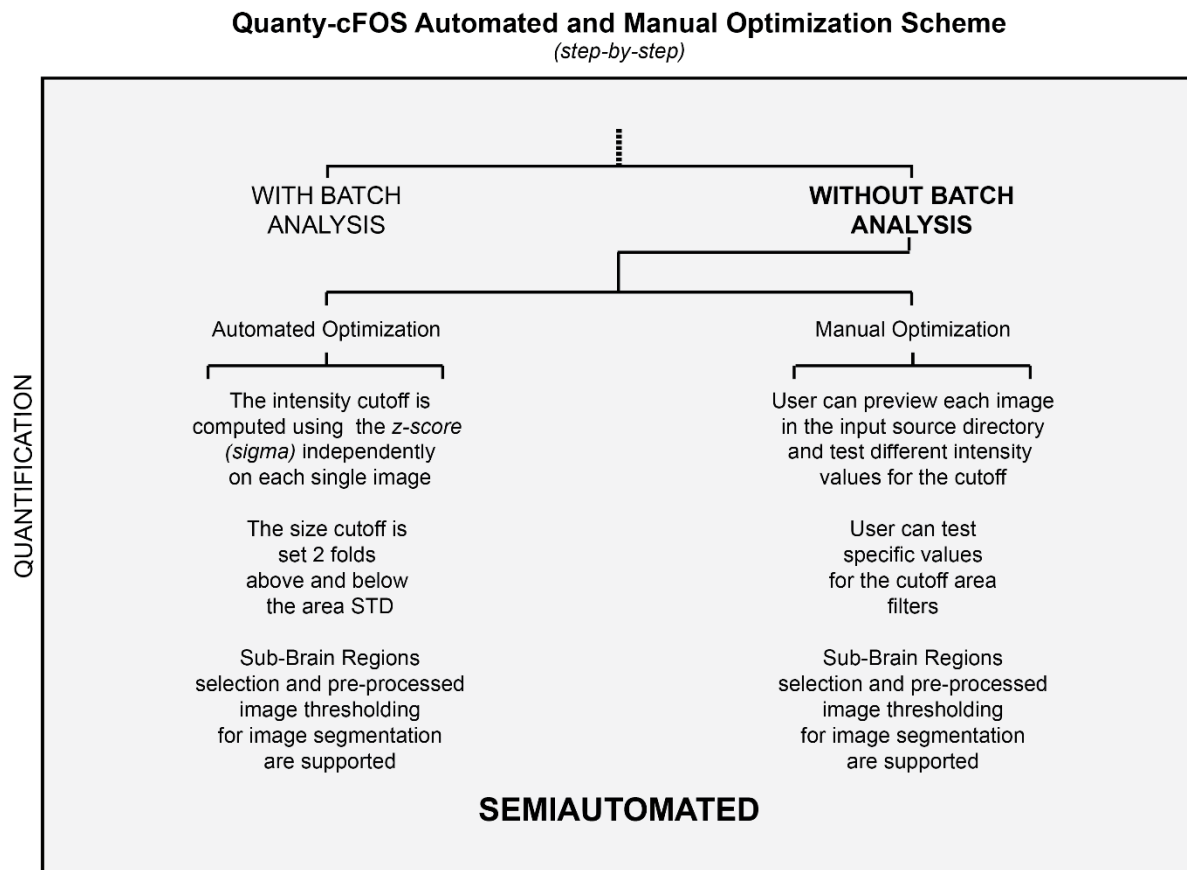 Quanty-cFOS Automated and Manual Optimization Scheme
(step-by-step)
WITH BATCH
ANALYSIS
WITHOUT BATCH
ANALYSIS
Automated Optimization
Manual Optimization
QUANTIFICATION
The intensity cutoff is
computed using the z-score
(sigma) independently
on each single image
The size cutoff is
set 2 folds
above and below
the area STD
Sub-Brain Regions
selection and pre-processed
image thresholding
for image segmentation
are supported
User can preview each image
in the input source directory
and test different intensity
values for the cutoff
User can test
specific values
for the cutoff area
filters
Sub-Brain Regions
selection and pre-processed
image thresholding
for image segmentation
are supported
SEMIAUTOMATED